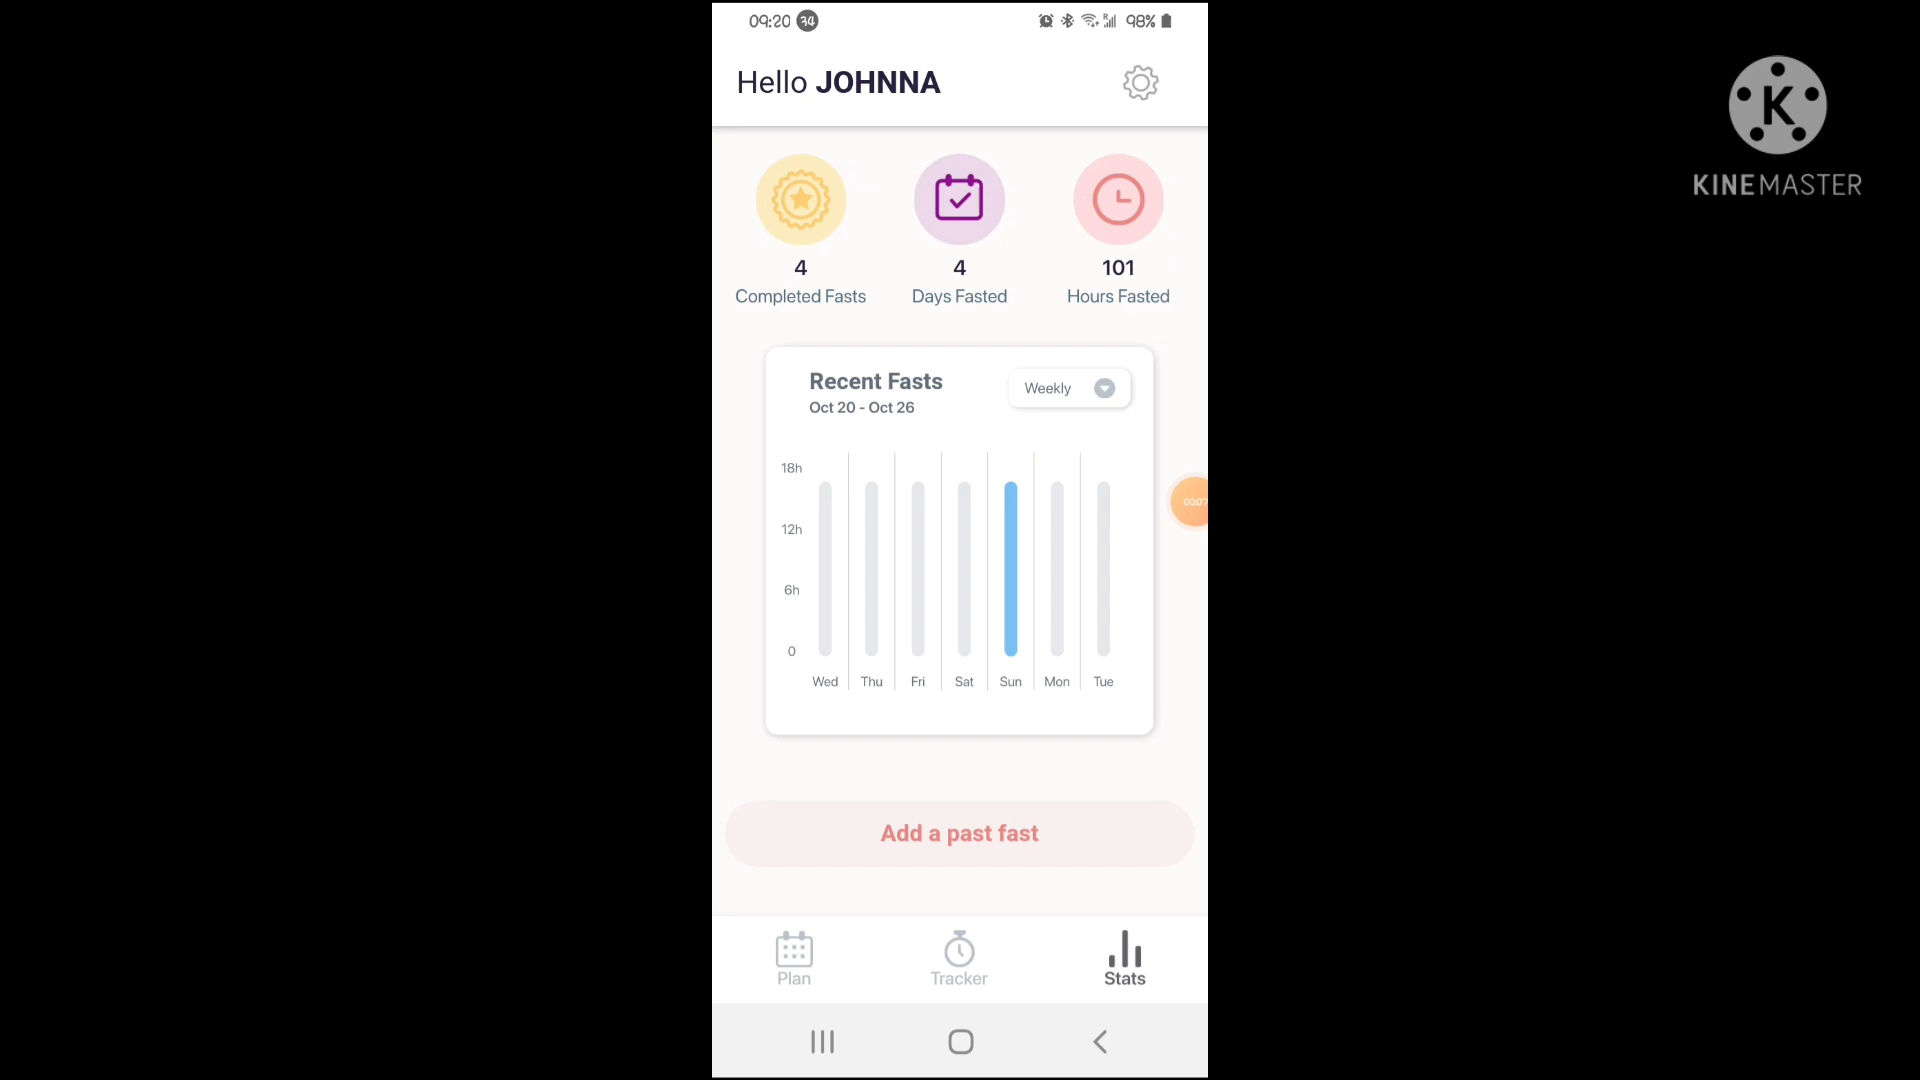 09:20 34 98%
Hello JOHNNA
K
KINEMASTER
4 4 101
Completed Fasts Days Fasted Hours Fasted
Recent Fasts Weekly
Oct 20 - Oct 26
18h
12h
6h
0
Wed Thu Fri Sat Sun Mon Tue
Add a past fast
Plan Tracker Stats